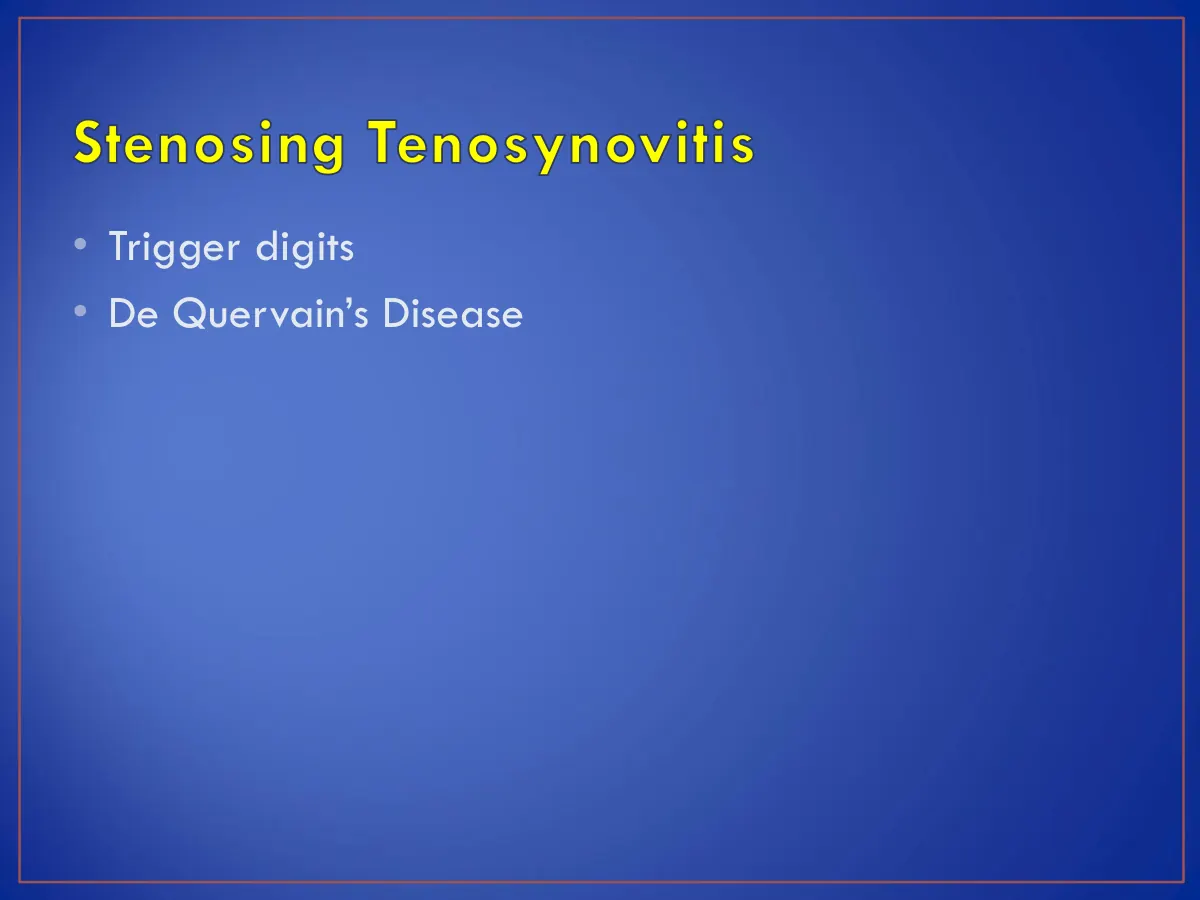 Stenosing Tenosynovitis
• Trigger digits
• De Quervain’s Disease